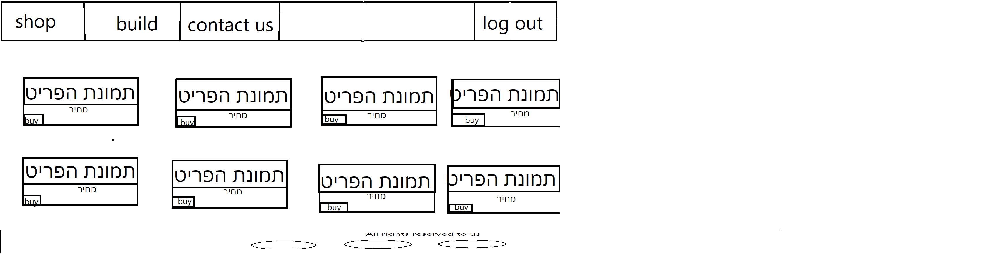 shop
build
contact us
log out
תמונת הפריט
מחיר
buy
תמונת הפריט
מחיר
buy
תמונת הפריט
מחיר
buy
תמונת הפריט
מחיר
buy
תמונת הפריט
מחיר
buy
תמונת הפריט
מחיר
buy
תמונת הפריט
מחיר
buy
תמונת הפריט
מחיר
buy
All rights reserved to us